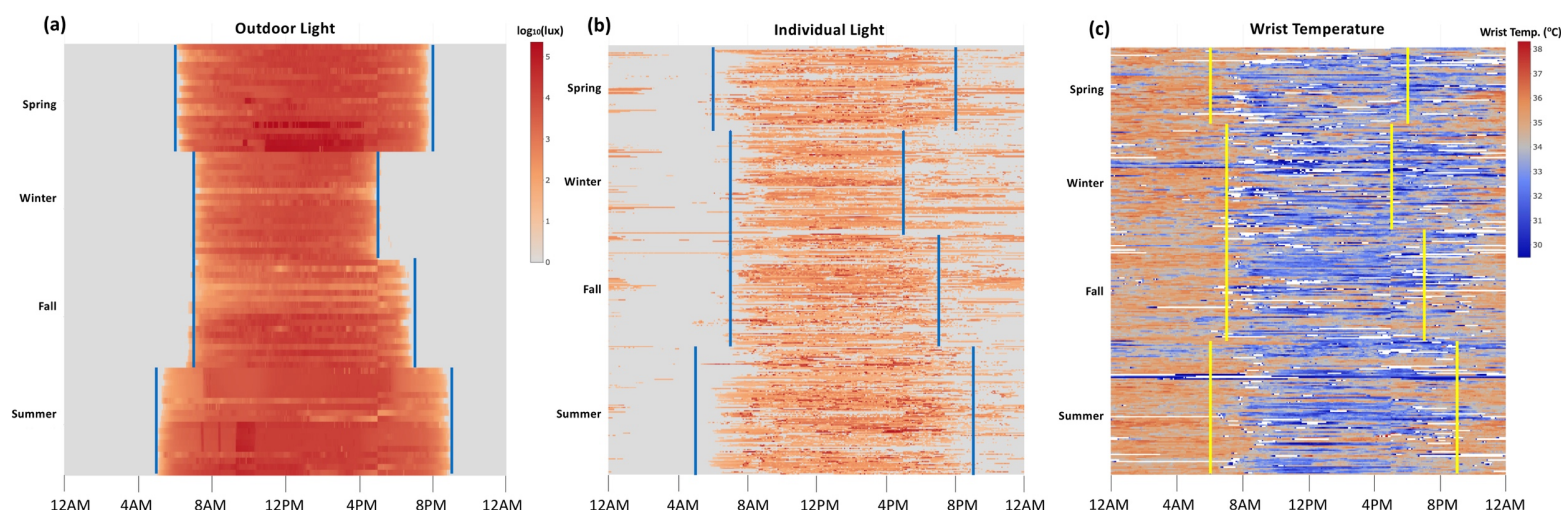 (a)
Outdoor Light
log₁₀(lux)
5
4
3
2
1
0
Spring
Winter
Fall
Summer
12AM
4AM
8AM
12PM
4PM
8PM
12AM
(b)
Individual Light
Spring
Winter
Fall
Summer
12AM
4AM
8AM
12PM
4PM
8PM
12AM
(c)
Wrist Temperature
Wrist Temp. (°C)
38
37
36
35
34
33
32
31
30
Spring
Winter
Fall
Summer
12AM
4AM
8AM
12PM
4PM
8PM
12AM